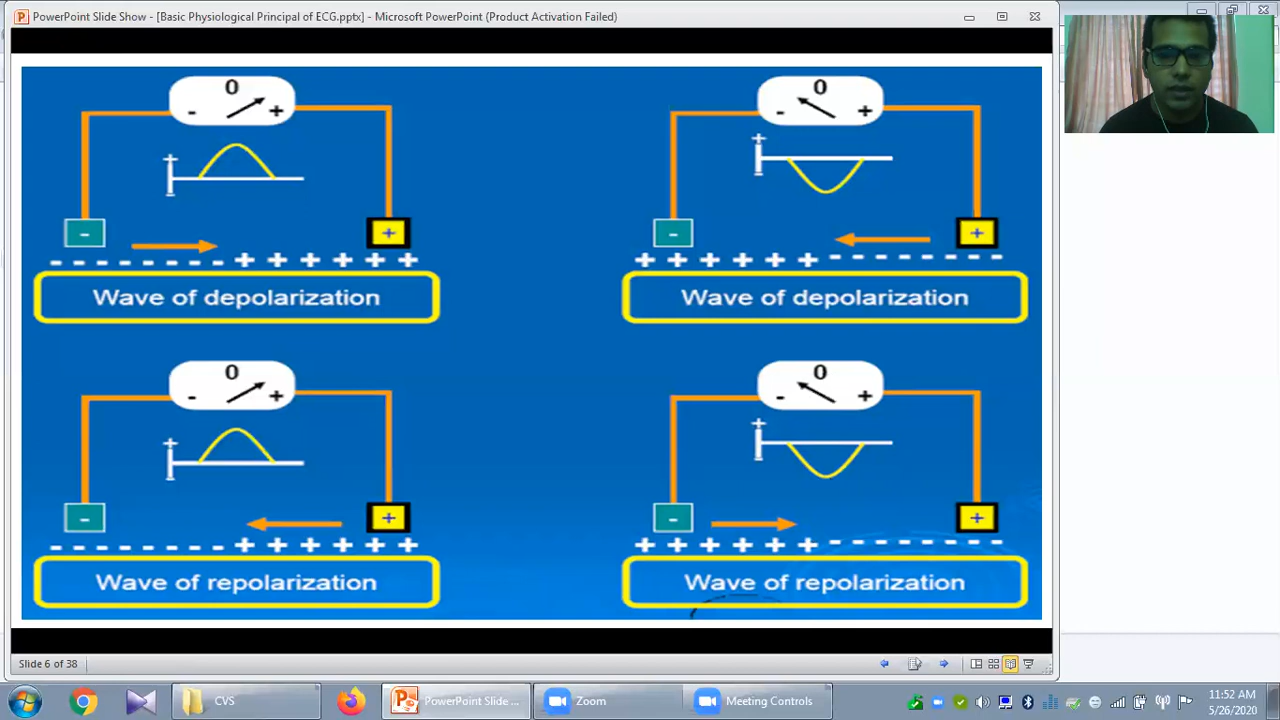 PowerPoint Slide Show - [Basic Physiological Principal of ECG.pptx] - Microsoft PowerPoint (Product Activation Failed)
0
- +
+
-
- +
- - - - - - - - - - - + + + + + +
Wave of depolarization
0
- +
+
-
- +
+ + + + + + - - - - - - - - - - -
Wave of depolarization
0
- +
+
-
- +
- - - - - - - - - - - + + + + + +
Wave of repolarization
0
- +
+
-
- +
+ + + + + + - - - - - - - - - - -
Wave of repolarization
Slide 6 of 38
CVS
PowerPoint Slide ...
Zoom
Meeting Controls
11:52 AM
5/26/2020